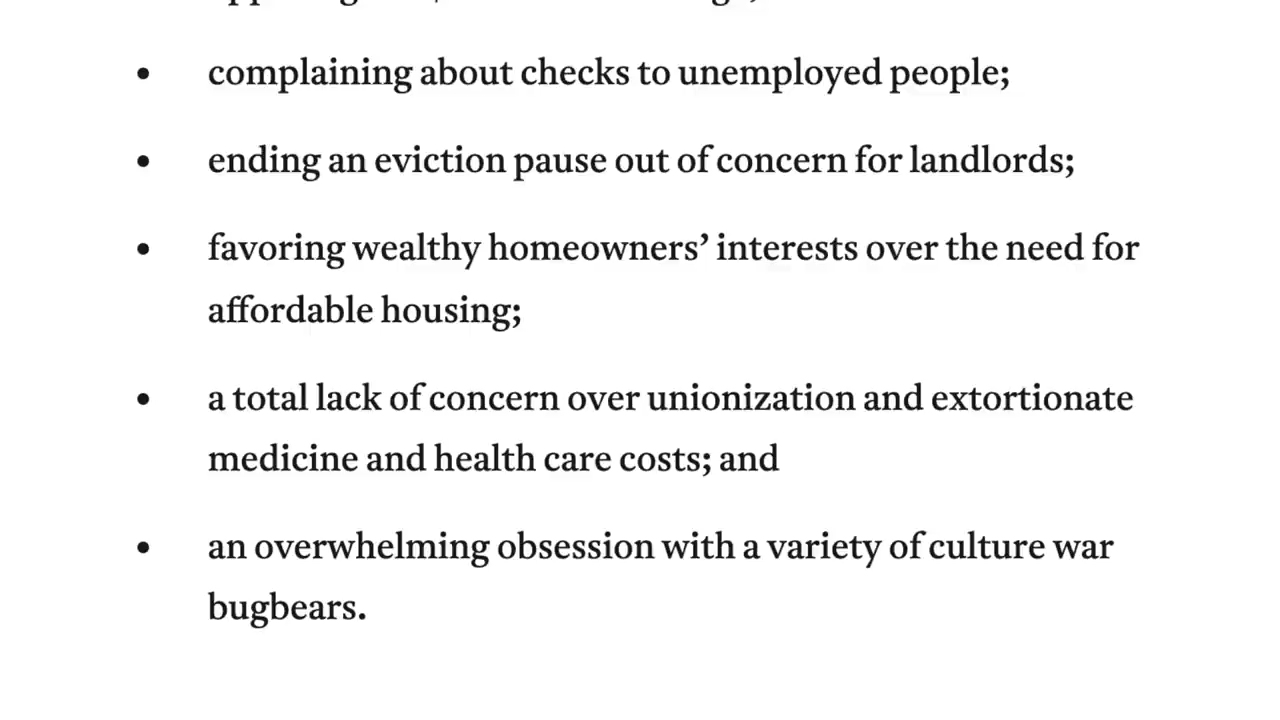 • complaining about checks to unemployed people;
• ending an eviction pause out of concern for landlords;
• favoring wealthy homeowners’ interests over the need for
affordable housing;
• a total lack of concern over unionization and extortionate
medicine and health care costs; and
• an overwhelming obsession with a variety of culture war
bugbears.